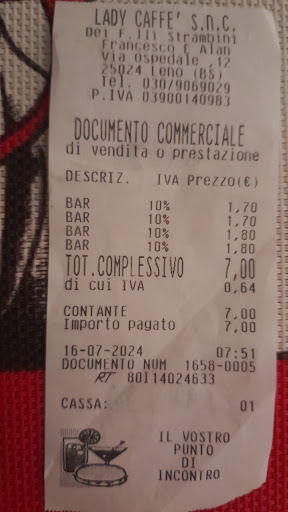 LADY CAFFE' s.n.c.
Dei F.lli Strambini
Francesco E Alan
Via Ospedale ,12
25024 Leno (BS)
Tel. 030/9069029
P.IVA 03900140983
DOCUMENTO COMMERCIALE
di vendita o prestazione
DESCRIZ. IVA Prezzo(€)
BAR 10% 1,70
BAR 10% 1,70
BAR 10% 1,80
BAR 10% 1,80
TOT.COMPLESSIVO 7,00
di cui IVA 0,64
CONTANTE 7,00
Importo pagato 7,00
16-07-2024 07:51
DOCUMENTO NUM 1658-0005
RT 80I14024633
CASSA: 01
IL VOSTRO
PUNTO
DI
INCONTRO